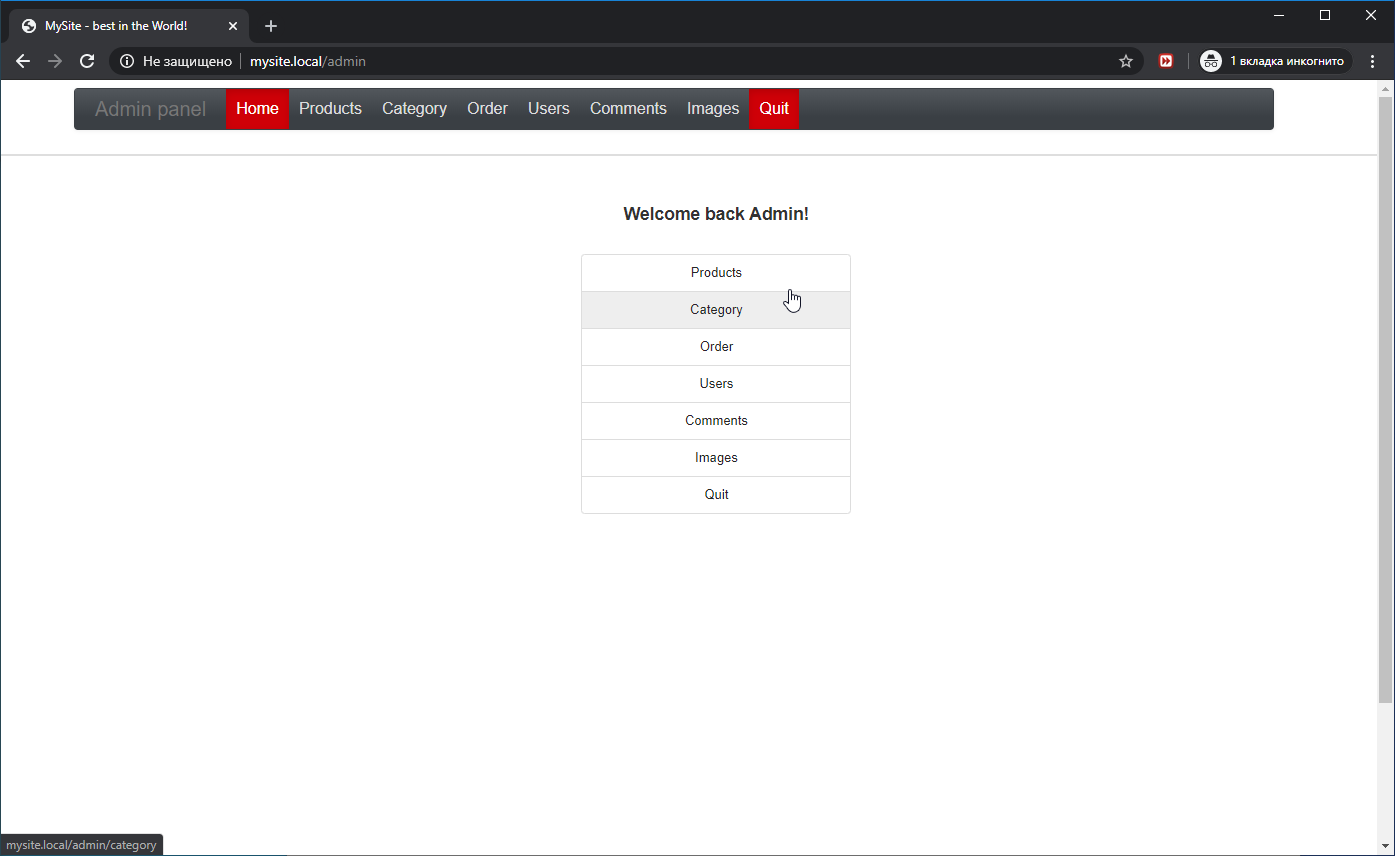 MySite - best in the World!
Не защищено mysite.local/admin 1 вкладка инкогнито
Admin panel Home Products Category Order Users Comments Images Quit
Welcome back Admin!
Products
Category
Order
Users
Comments
Images
Quit
mysite.local/admin/category